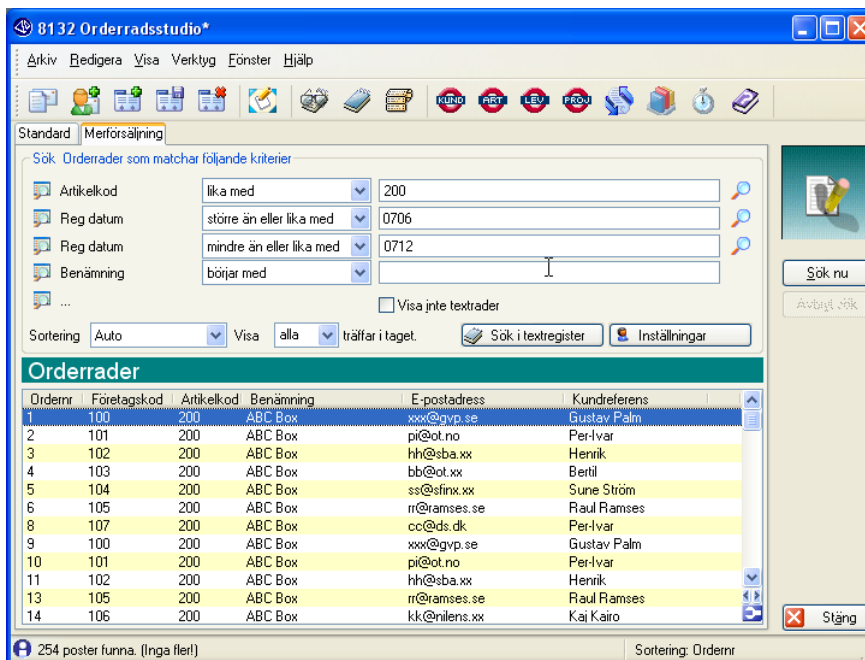 8132 Orderradsstudio*
Arkiv Redigera Visa Verktyg Fönster Hjälp
KUND ART LEV PROJ
Standard Merförsäljning
Sök Orderrader som matchar följande kriterier
Artikelkod lika med 200
Reg datum större än eller lika med 0706
Reg datum mindre än eller lika med 0712
Benämning börjar med
... Visa inte textrader
Sortering Auto Visa alla träffar i taget. Sök i textregister Inställningar
Sök nu
Avbryt sök
Orderrader
Ordernr Företagskod Artikelkod Benämning E-postadress Kundreferens
1 100 200 ABC Box xxx@gvp.se Gustav Palm
2 101 200 ABC Box pi@ot.no Per-Ivar
3 102 200 ABC Box hh@sba.xx Henrik
4 103 200 ABC Box bb@ot.xx Bertil
5 104 200 ABC Box ss@sfinx.xx Sune Ström
6 105 200 ABC Box rr@ramses.se Raul Ramses
8 107 200 ABC Box cc@ds.dk Per-Ivar
9 100 200 ABC Box xxx@gvp.se Gustav Palm
10 101 200 ABC Box pi@ot.no Per-Ivar
11 102 200 ABC Box hh@sba.xx Henrik
13 105 200 ABC Box rr@ramses.se Raul Ramses
14 106 200 ABC Box kk@nilens.xx Kaj Kairo
Stäng
254 poster funna. (Inga fler!) Sortering: Ordernr